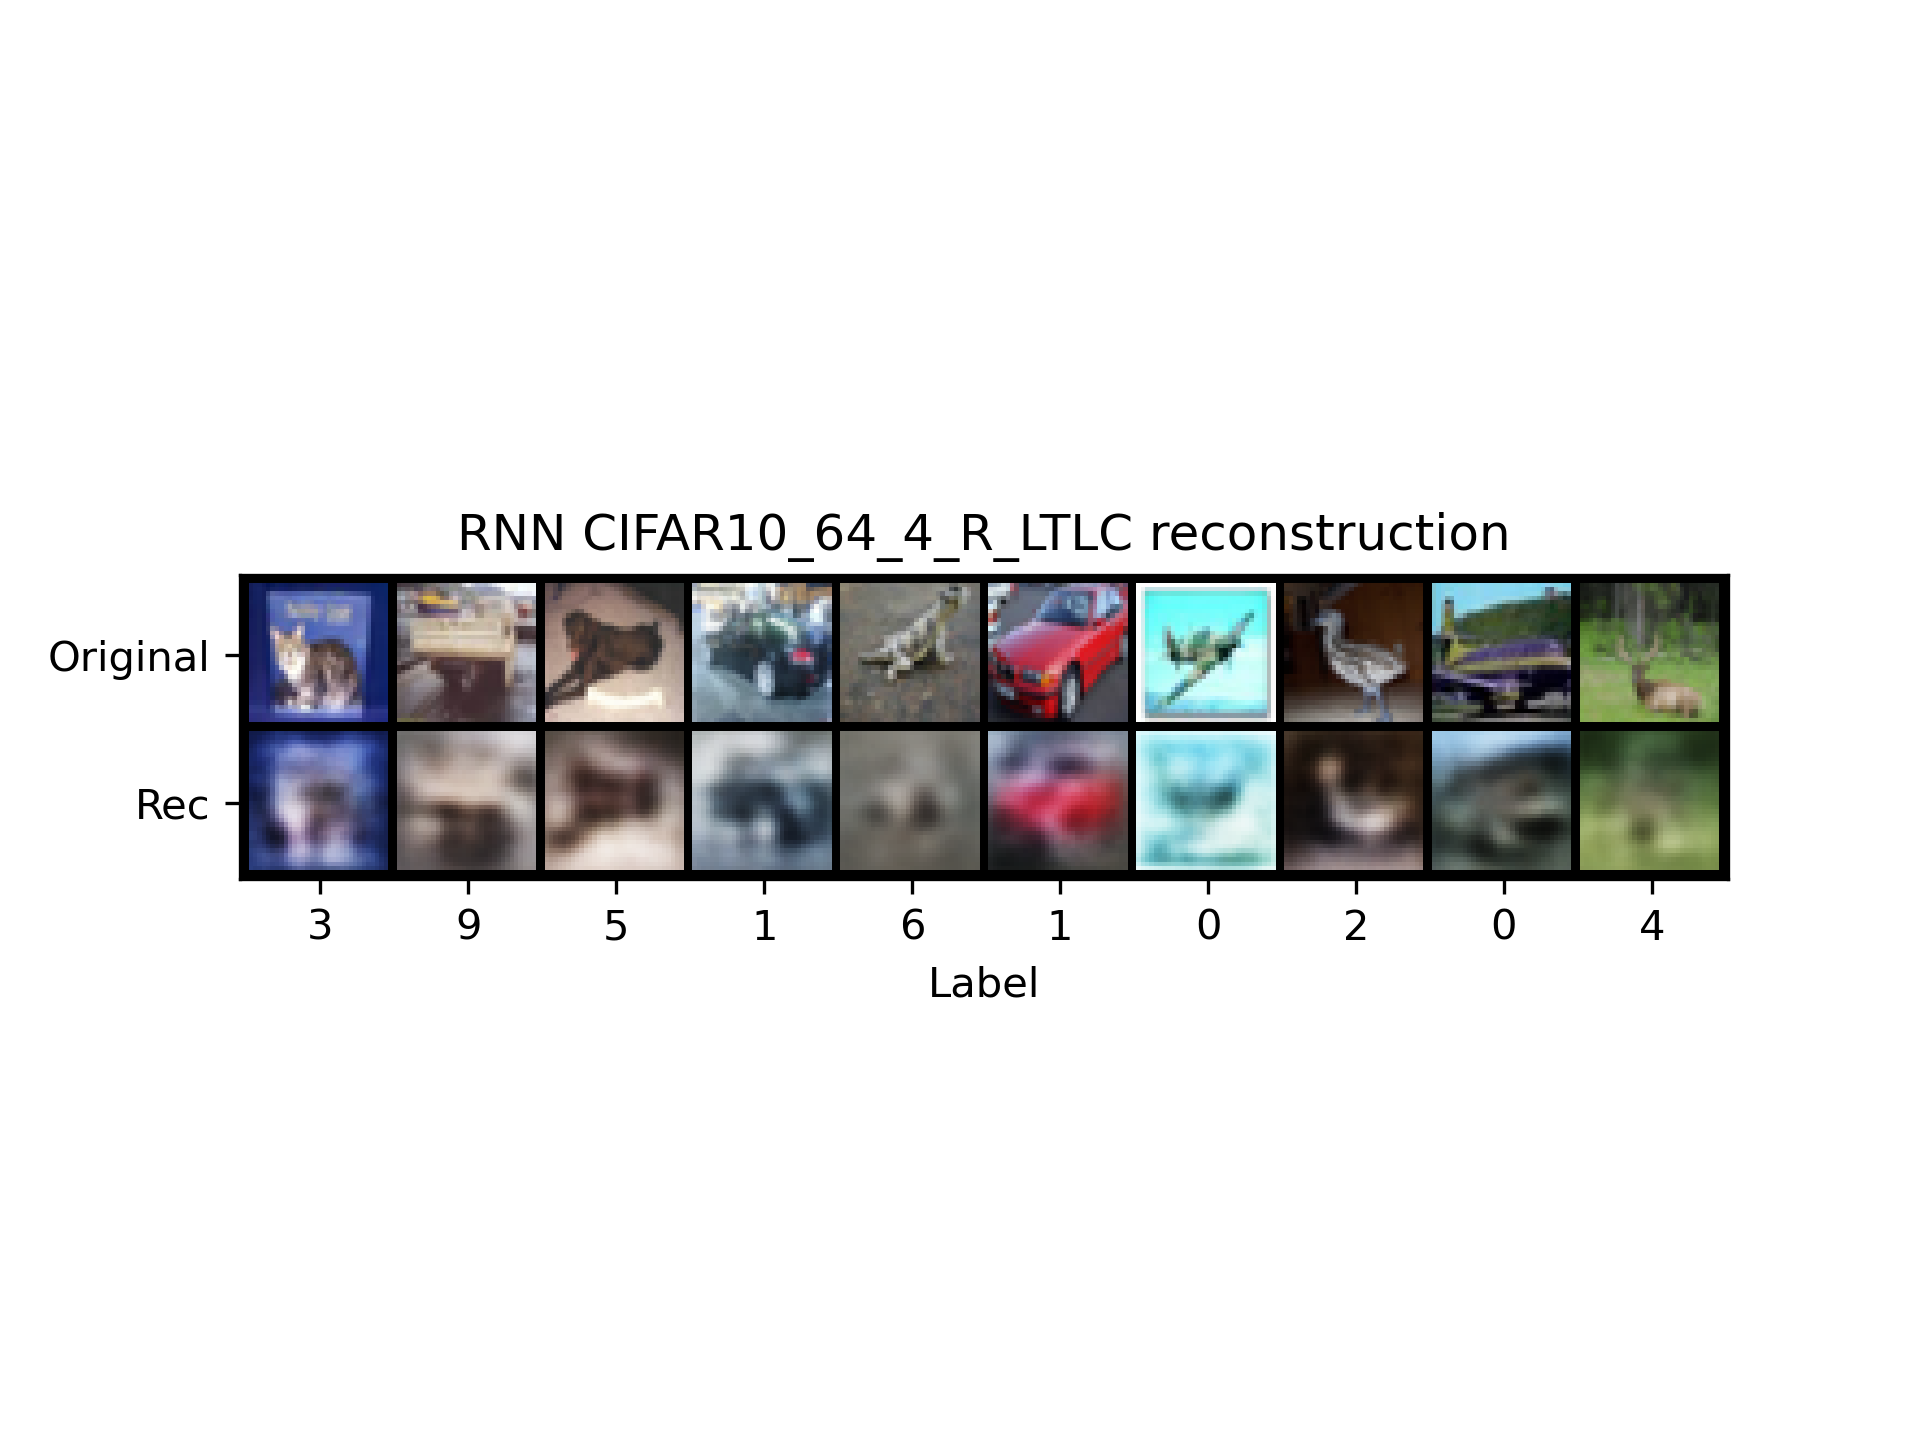 RNN CIFAR10_64_4_R_LTLC reconstruction
Original
Rec
3 9 5 1 6 1 0 2 0 4
Label